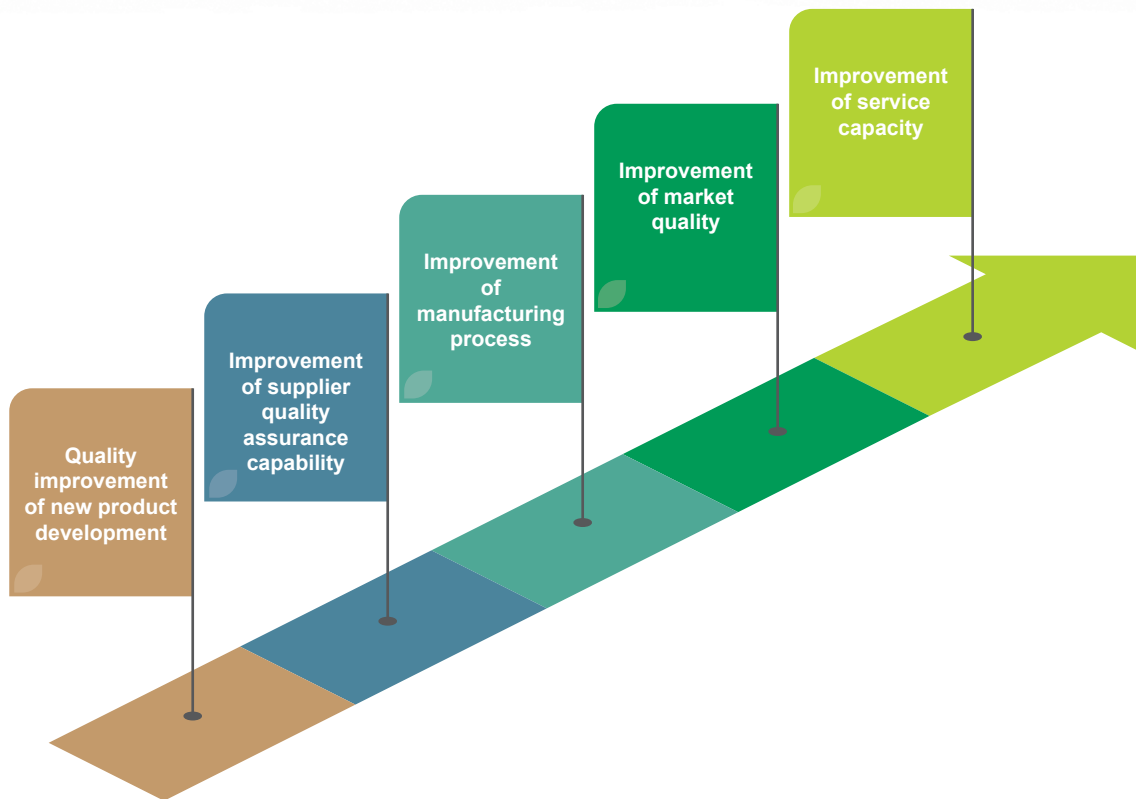 Quality
improvement
of new product
development
Improvement
of supplier
quality
assurance
capability
Improvement
of
manufacturing
process
Improvement
of market
quality
Improvement
of service
capacity